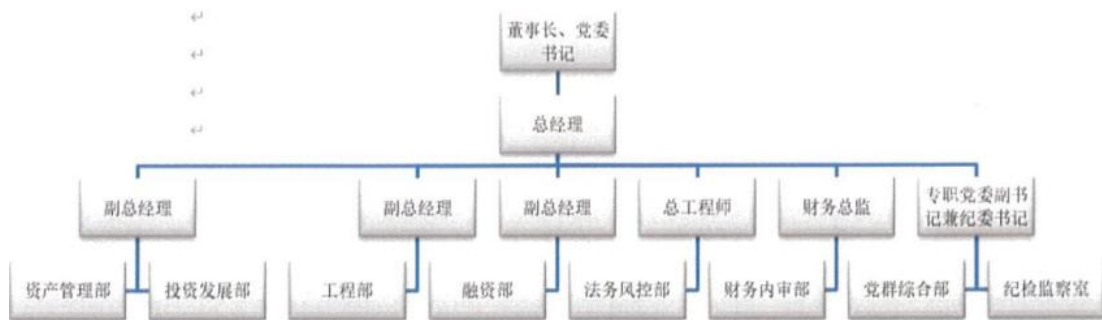 董事长、党委
书记
总经理
副总经理
副总经理
副总经理
总工程师
财务总监
专职党委副书
记兼纪委书记
资产管理部
投资发展部
工程部
融资部
法务风控部
财务内审部
党群综合部
纪检监察室